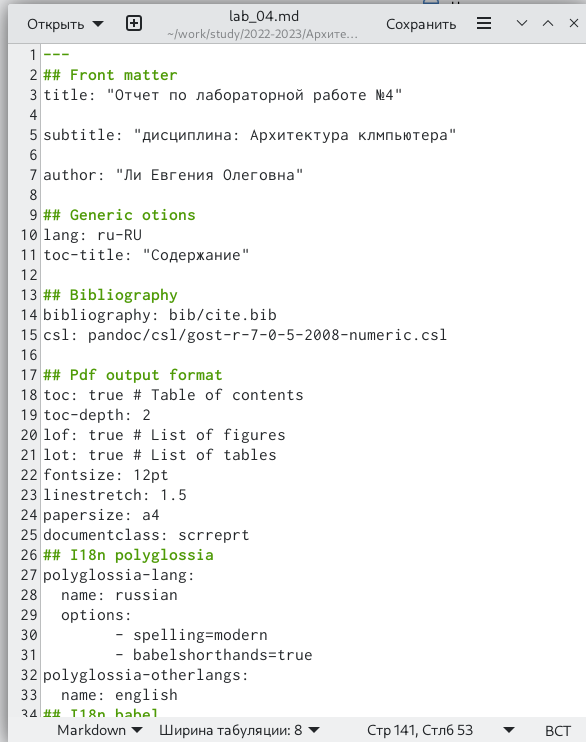 Открыть
lab_04.md
~/work/study/2022-2023/Архите...
Сохранить
1 ---
2 ## Front matter
3 title: "Отчет по лабораторной работе №4"
4
5 subtitle: "дисциплина: Архитектура клмпьютера"
6
7 author: "Ли Евгения Олеговна"
8
9 ## Generic otions
10 lang: ru-RU
11 toc-title: "Содержание"
12
13 ## Bibliography
14 bibliography: bib/cite.bib
15 csl: pandoc/csl/gost-r-7-0-5-2008-numeric.csl
16
17 ## Pdf output format
18 toc: true # Table of contents
19 toc-depth: 2
20 lof: true # List of figures
21 lot: true # List of tables
22 fontsize: 12pt
23 linestretch: 1.5
24 papersize: a4
25 documentclass: scrreprt
26 ## I18n polyglossia
27 polyglossia-lang:
28   name: russian
29   options:
30         - spelling=modern
31         - babelshorthands=true
32 polyglossia-otherlangs:
33   name: english
34 ## I18n babel
Markdown Ширина табуляции: 8 Стр 141, Стлб 53 ВСТ